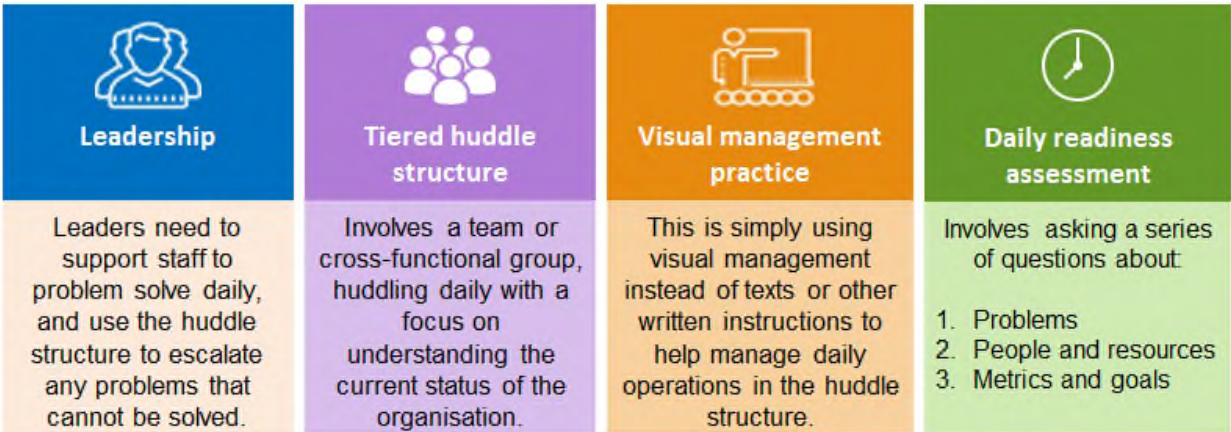 Leadership
Leaders need to
support staff to
problem solve daily,
and use the huddle
structure to escalate
any problems that
cannot be solved.
Tiered huddle
structure
Involves a team or
cross-functional group,
huddling daily with a
focus on
understanding the
current status of the
organisation.
Visual management
practice
This is simply using
visual management
instead of texts or other
written instructions to
help manage daily
operations in the huddle
structure.
Daily readiness
assessment
Involves asking a series
of questions about:
1. Problems
2. People and resources
3. Metrics and goals